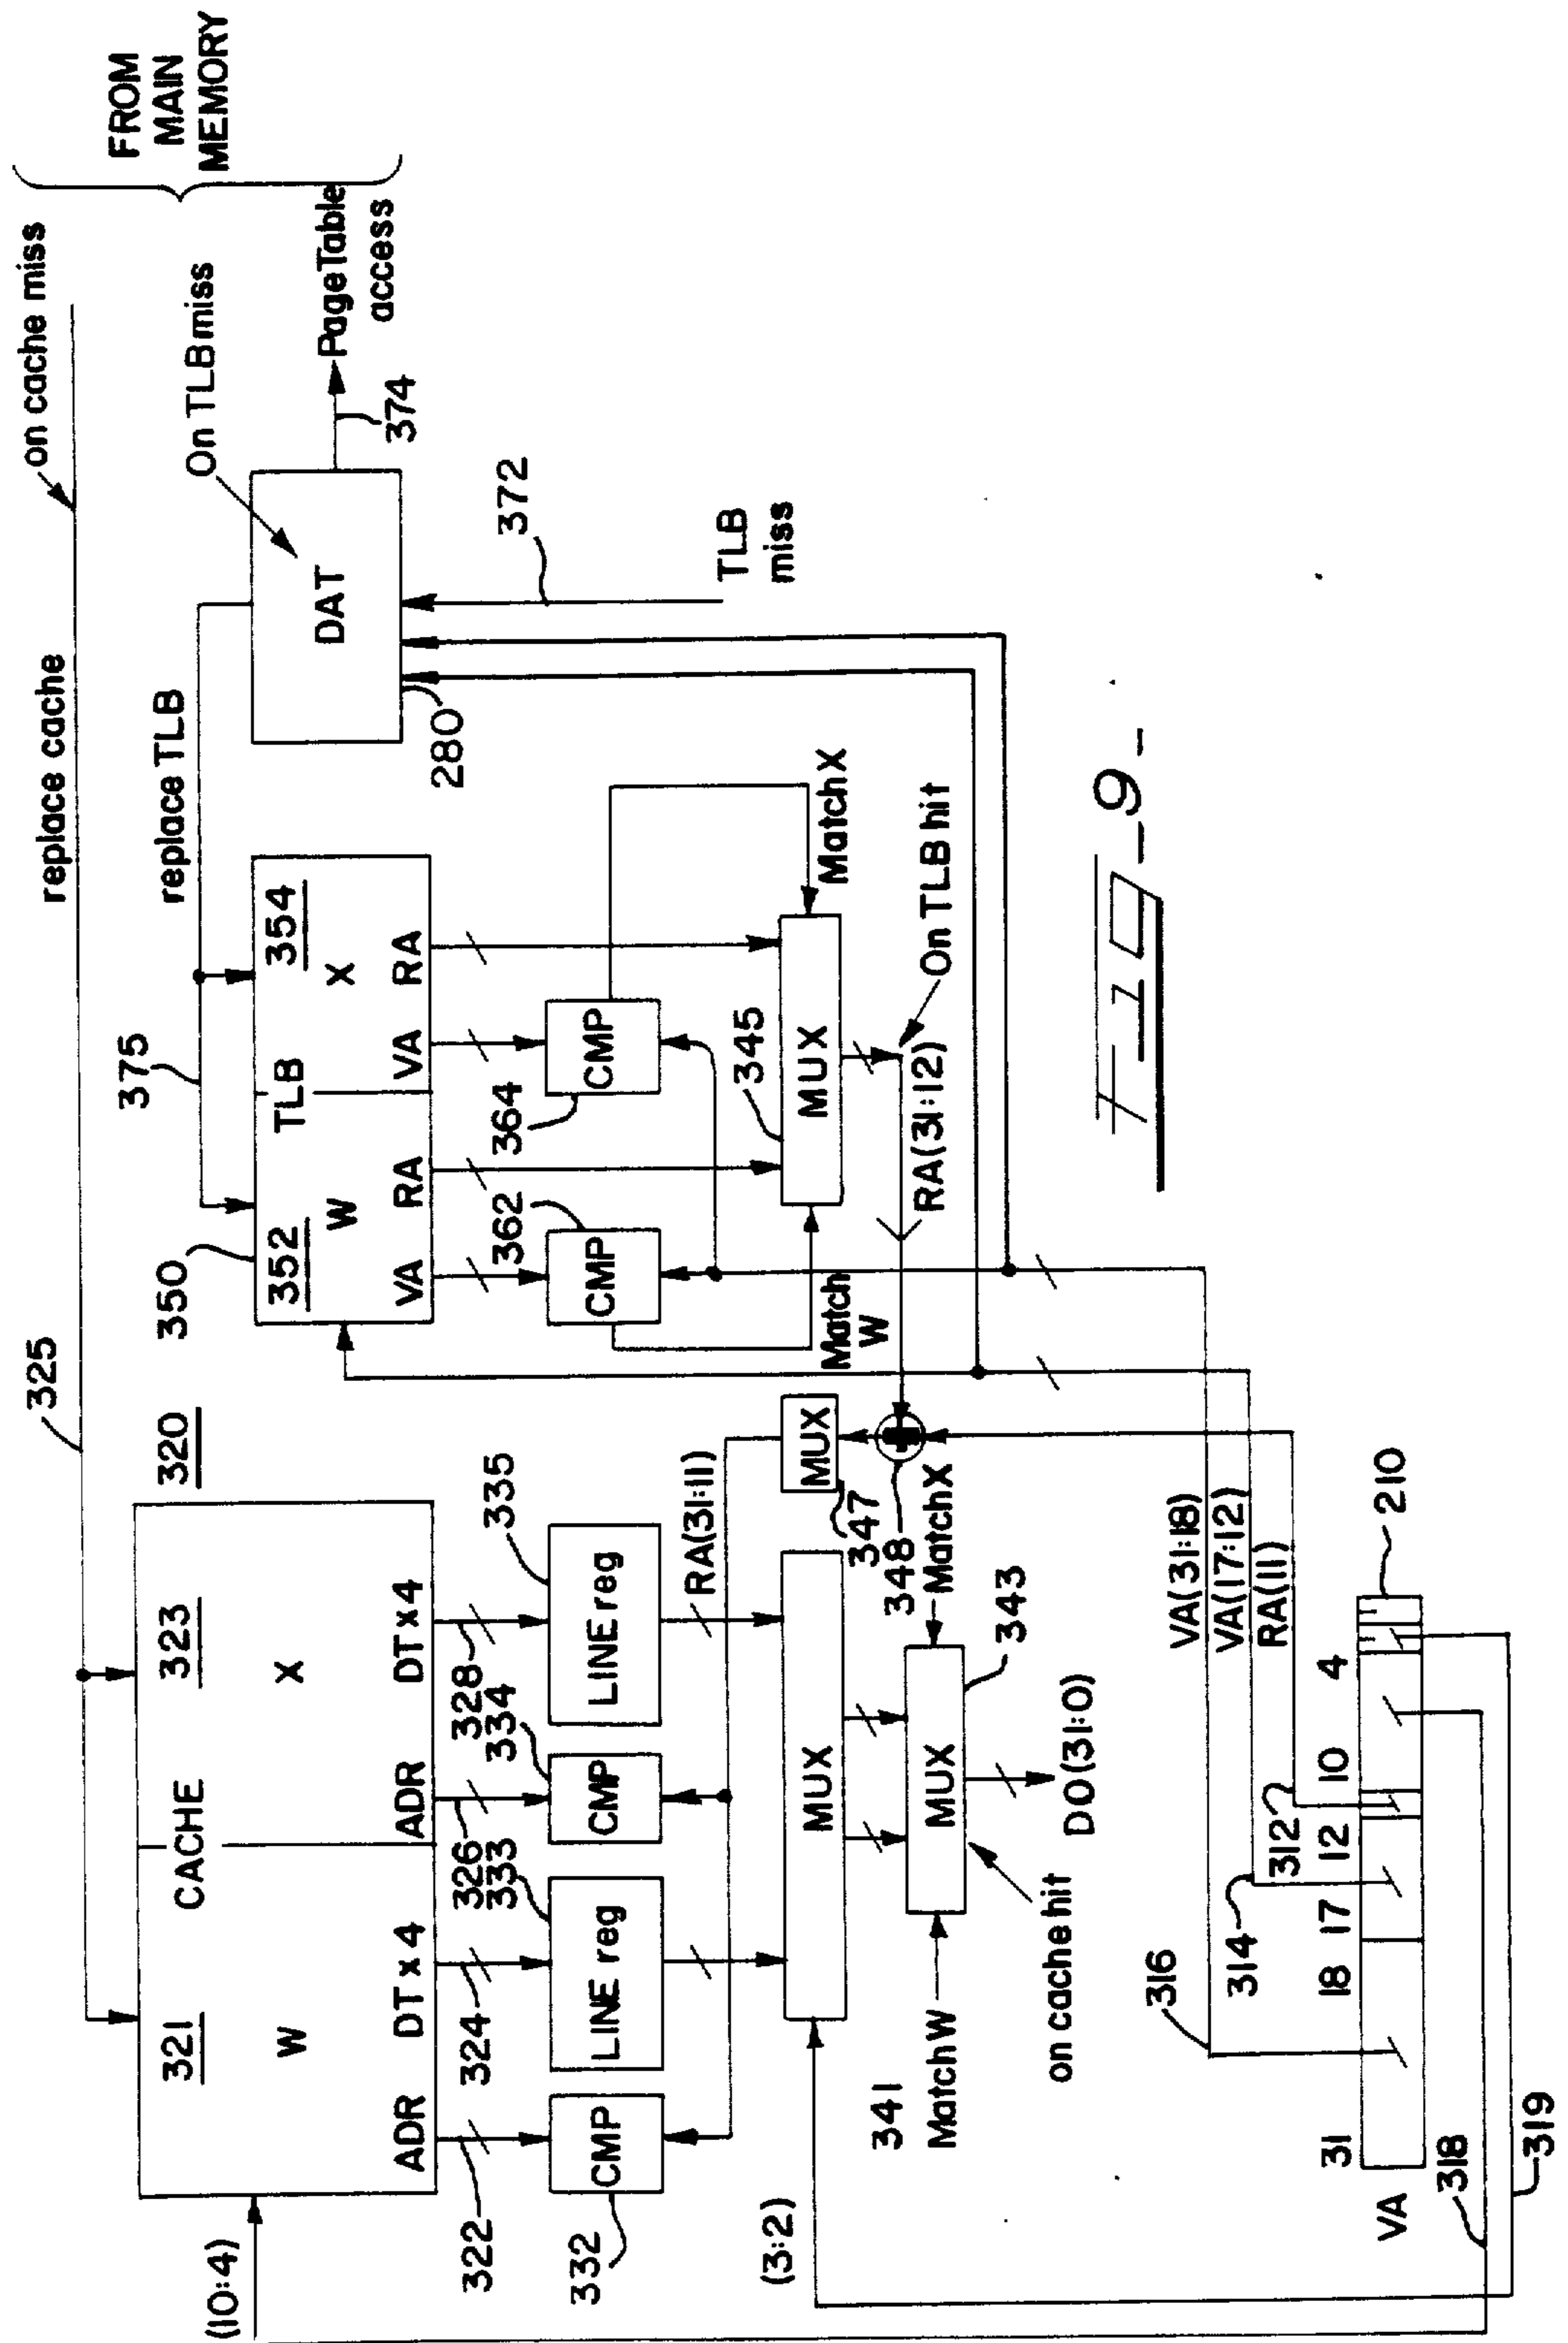 FROM
MAIN
MEMORY
on cache miss
replace cache
325
320
CACHE
321
W
323
X
ADR
DT x 4
ADR
DT x 4
(10:4)
322
324
326
328
332
333
334
335
CMP
LINE reg
CMP
LINE reg
RA(31:11)
(3:2)
MUX
341
Match W
MUX
Match X
343
on cache hit
DO(31:0)
MUX
347
348
replace TLB
375
350
TLB
352
W
354
X
VA
RA
VA
RA
362
364
CMP
CMP
Match
W
Match X
345
MUX
On TLB hit
RA(31:12)
On TLB miss
DAT
280
PageTable
access
374
372
TLB
miss
VA(31:18)
VA(17:12)
RA(11)
316
314
312
VA
31
18
17
12
10
4
210
318
319
Fig_9_